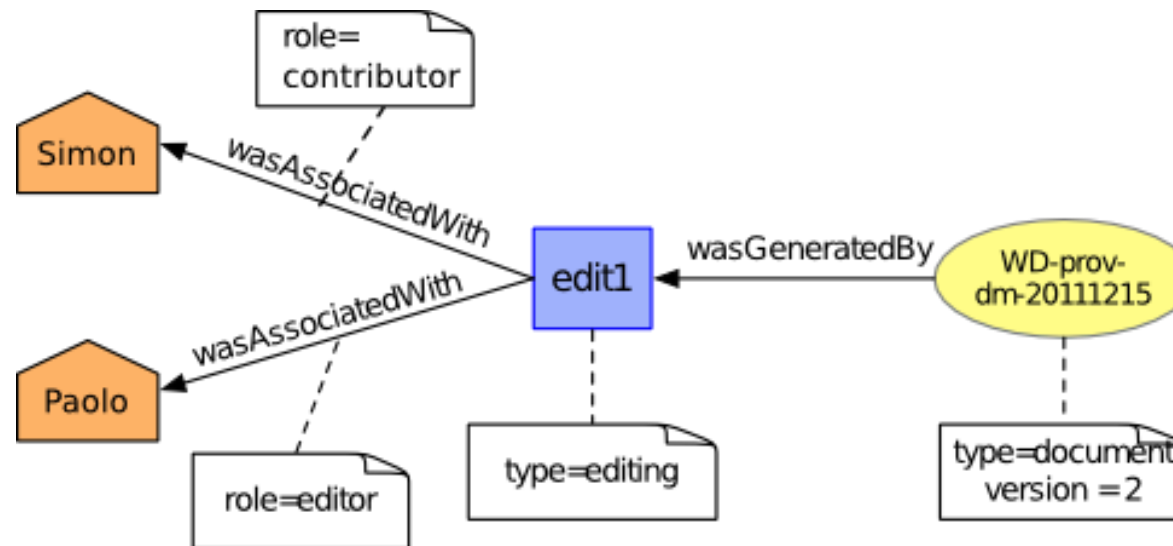 role=
contributor
Simon
wasAssociatedWith
edit1
wasGeneratedBy
WD-prov-
dm-20111215
wasAssociatedWith
Paolo
role=editor
type=editing
type=document
version = 2